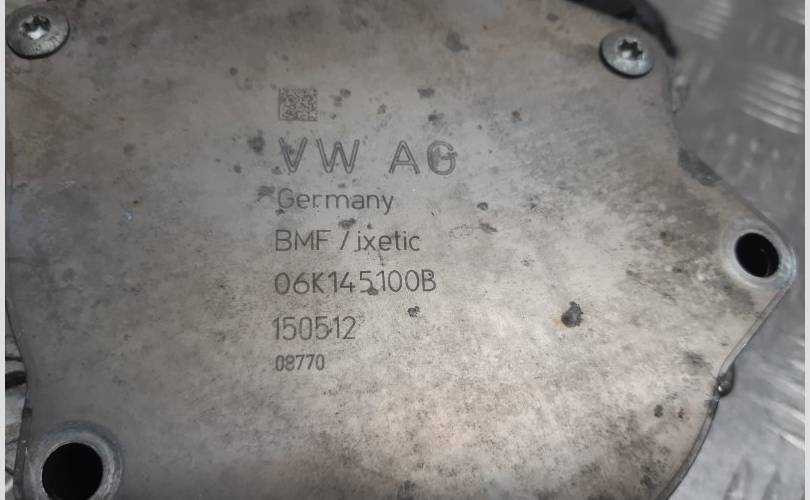 VW AG
Germany
BMF / ixetic
06K145100B
150512
08770